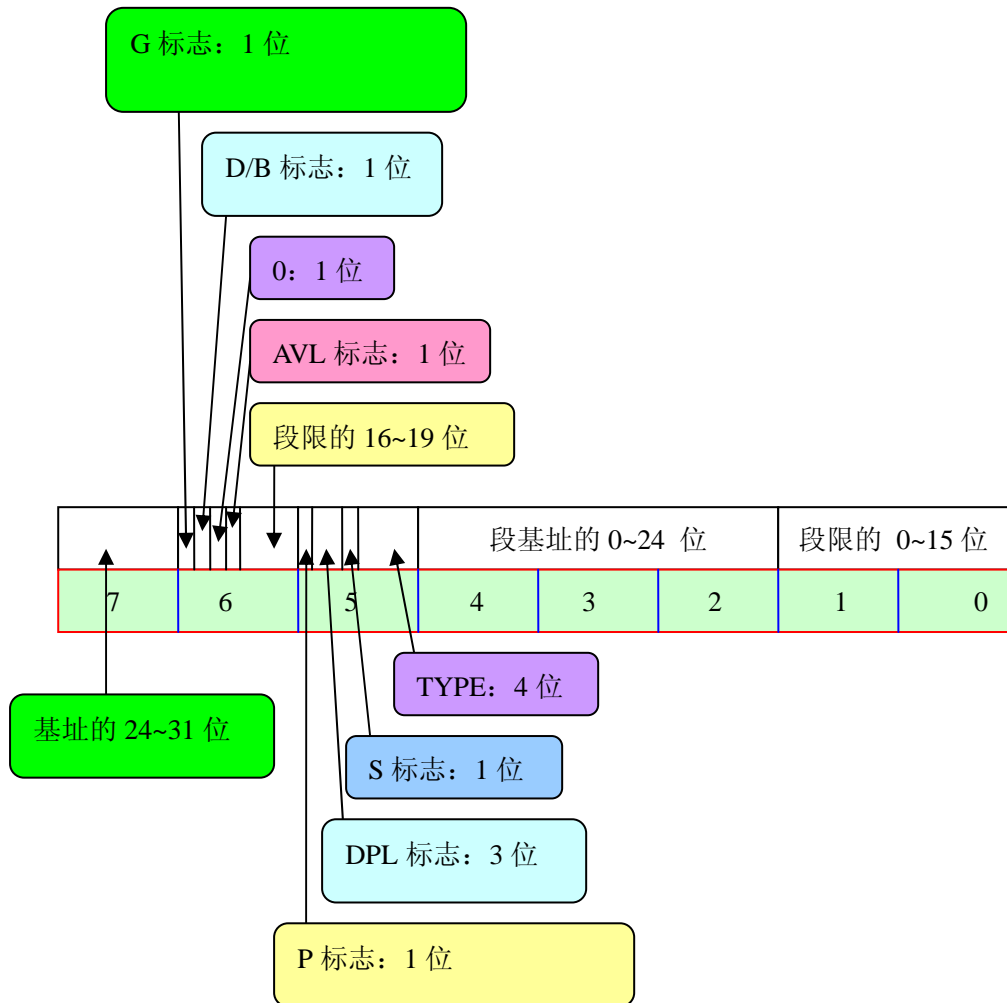 G 标志：1 位
D/B 标志：1 位
0：1 位
AVL 标志：1 位
段限的 16~19 位
段基址的 0~24 位
段限的 0~15 位
7 6 5 4 3 2 1 0
TYPE：4 位
基址的 24~31 位
S 标志：1 位
DPL 标志：3 位
P 标志：1 位